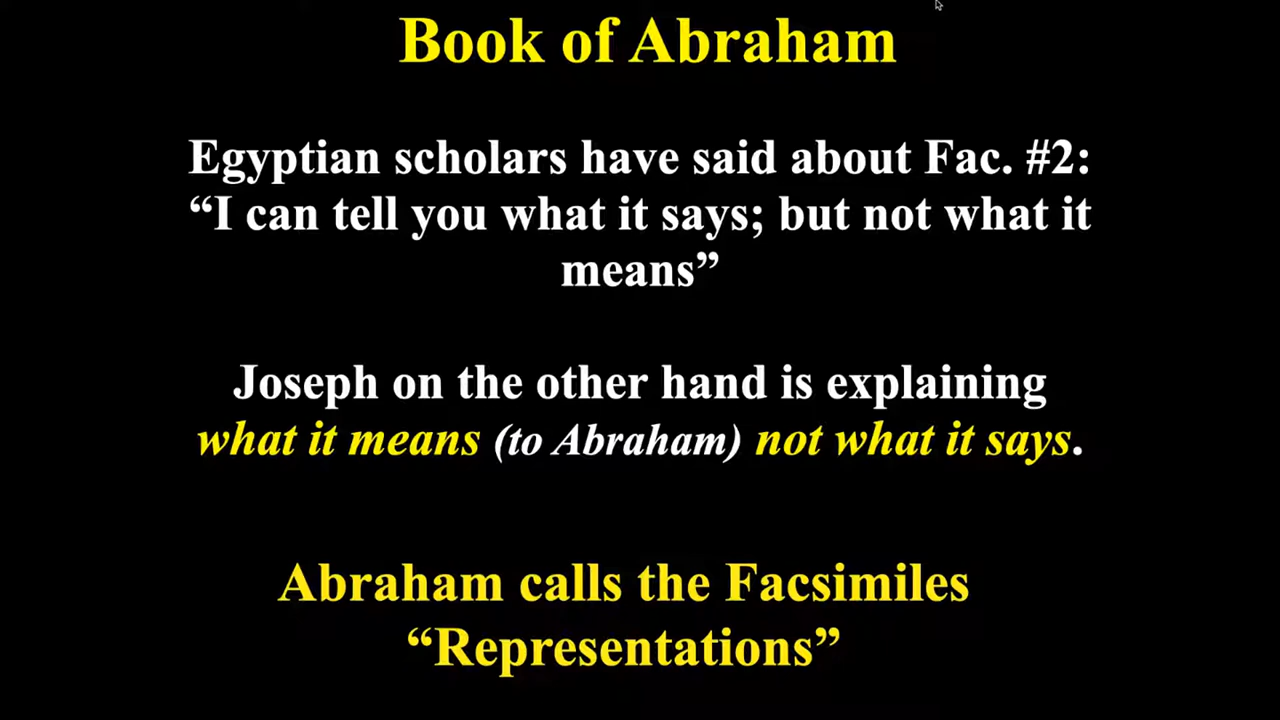 Book of Abraham
Egyptian scholars have said about Fac. #2:
“I can tell you what it says; but not what it
means”
Joseph on the other hand is explaining
what it means (to Abraham) not what it says.
Abraham calls the Facsimiles
“Representations”